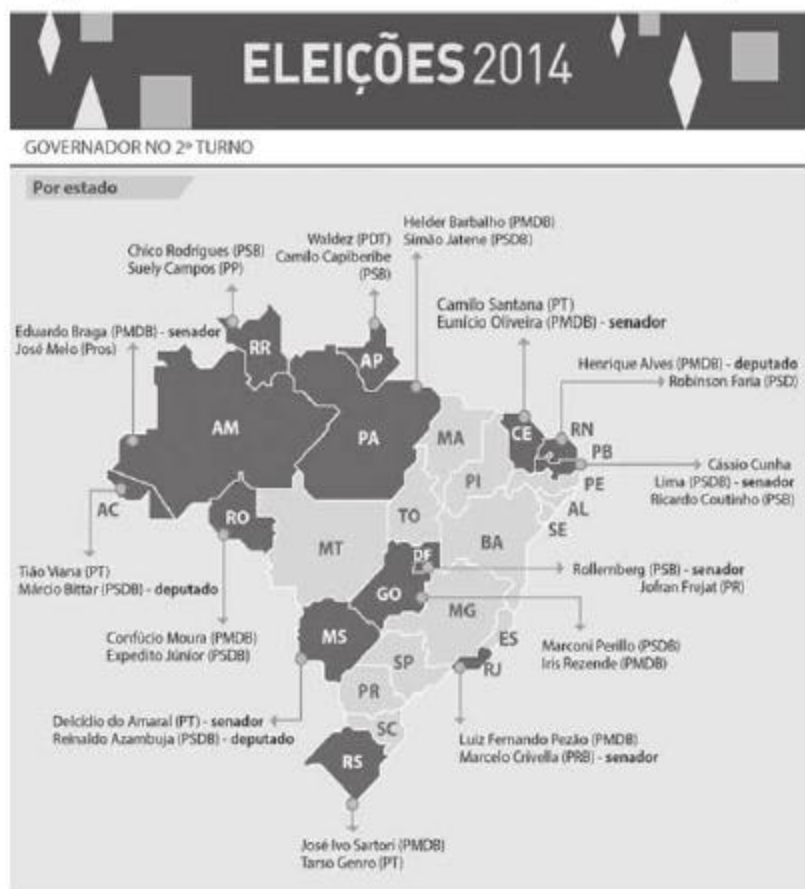 ELEIÇÕES 2014
GOVERNADOR NO 2º TURNO
Por estado
Helder Barbalho (PMDB)
Simão Jatene (PSDB)
Waldez (PDT)
Camilo Capiberibe
(PSB)
Chico Rodrigues (PSB)
Suely Campos (PP)
Camilo Santana (PT)
Eunício Oliveira (PMDB) - senador
Eduardo Braga (PMDB) - senador
José Melo (Pros)
Henrique Alves (PMDB) - deputado
Robinson Faria (PSD)
RR
AP
AM
PA
MA
CE
RN
PB
PI
PE
AL
SE
Cássio Cunha
Lima (PSDB) - senador
Ricardo Coutinho (PSB)
AC
RO
TO
MT
BA
DF
GO
MG
Rollemberg (PSB) - senador
Jofran Frejat (PR)
Tião Viana (PT)
Márcio Bittar (PSDB) - deputado
Confúcio Moura (PMDB)
Expedito Júnior (PSDB)
MS
ES
SP
RJ
Marconi Perillo (PSDB)
Iris Rezende (PMDB)
PR
SC
RS
Delcídio do Amaral (PT) - senador
Reinaldo Azambuja (PSDB) - deputado
Luiz Fernando Pezão (PMDB)
Marcelo Crivella (PRB) - senador
José Ivo Sartori (PMDB)
Tarso Genro (PT)